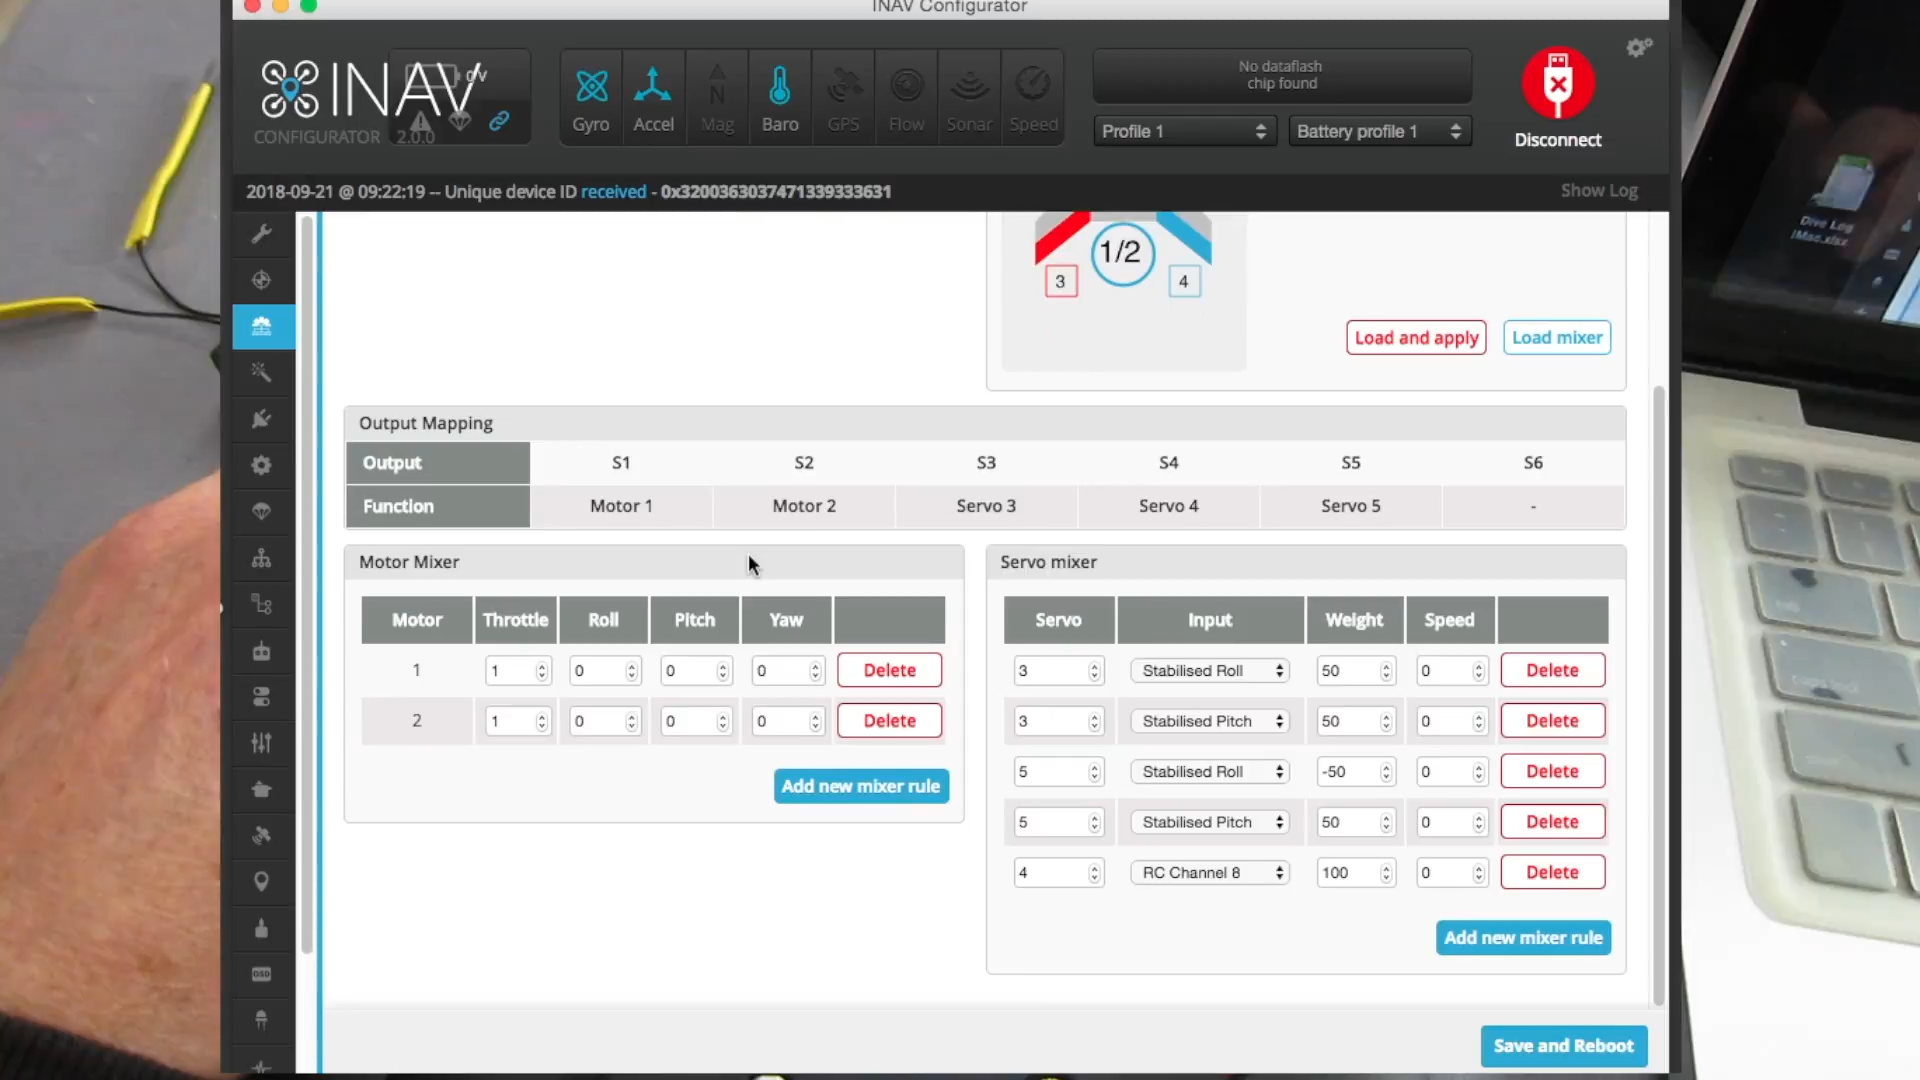 INAV Configurator
INAV
CONFIGURATOR 2.0.0
0V
Gyro Accel Mag Baro GPS Flow Sonar Speed
No dataflash
chip found
Profile 1 Battery profile 1
Disconnect
2018-09-21 @ 09:22:19 -- Unique device ID received - 0x3200363037471339333631
Show Log
1/2
3 4
Load and apply Load mixer
Output Mapping
Output S1 S2 S3 S4 S5 S6
Function Motor 1 Motor 2 Servo 3 Servo 4 Servo 5 -
Motor Mixer
Motor Throttle Roll Pitch Yaw
1 1 0 0 0 Delete
2 1 0 0 0 Delete
Add new mixer rule
Servo mixer
Servo Input Weight Speed
3 Stabilised Roll 50 0 Delete
3 Stabilised Pitch 50 0 Delete
5 Stabilised Roll -50 0 Delete
5 Stabilised Pitch 50 0 Delete
4 RC Channel 8 100 0 Delete
Add new mixer rule
OSD
Save and Reboot
Dive Log
iMac.xlsx